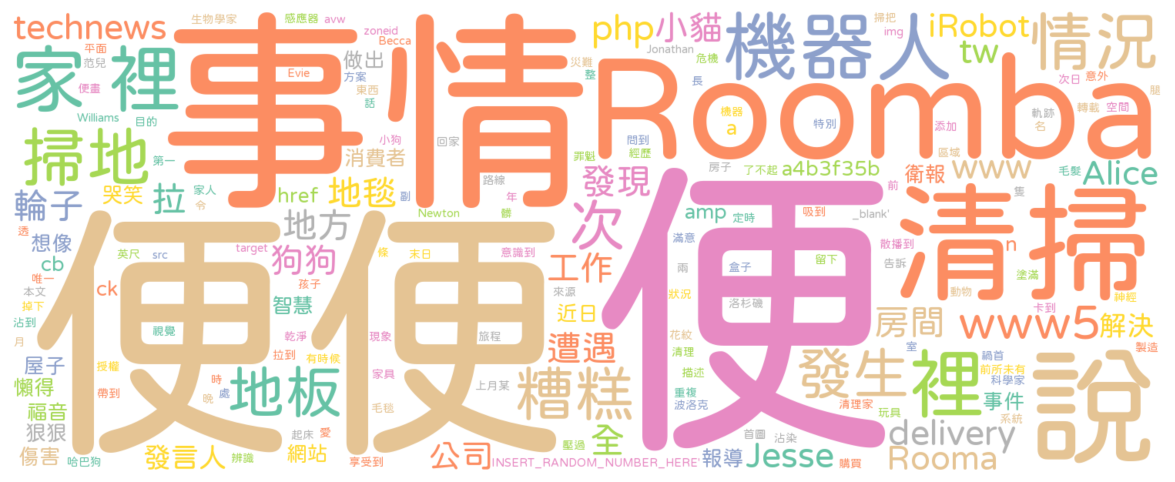 technews
生物學家
感應器
avw
zoneid
Becca
平面
范兒
做出
家裡
事情
Roomba
php
小貓
Jonathan
機器人
iRobot
tw
掃把
img
情況
危機
災難
整
長
次日
意外
腿
便畫
Evie
方案
東西
話
Williams
目的
小狗
回家
機器
a
特別
添加
軌跡
名
轉載
空間
掃地
第一
消費者
問到
經歷
罪魁
區域
哭笑
家人
令
href
地毯
副
路線
年
發現
房子
了不起
a4b3f35b
衛報
www
毛髮
Alice
輪子
拉
地方
Newton
髒
次
amp
定時
吸到
_blank'
前
隻
清掃
透
想像
英尺
src
target
狗狗
條
末日
意識到
滿意
留下
散播到
n
塗滿
cb
唯一
孩子
工作
兩
盒子
告訴
動物
神經
本文
掉下
ck
智慧
來源
近日
狀況
洛杉磯
卡到
沾到
月
視覺
乾淨
現象
旅程
遭遇
花紋
房間
www5
解決
屋子
拉到
有時候
清理
室
製造
授權
時
處
家具
上月某
描述
發生
裡
禍首
前所未有
懶得
帶到
地板
糟糕
重複
波洛克
科學家
說
福音
晚
毛毯
清理家
玩具
事件
系統
狠狠
起床
愛
壓過
全
首圖
沾染
delivery
傷害
哈巴狗
發言人
辨識
網站
享受到
公司
INSERT_RANDOM_NUMBER_HERE'
報導
Jesse
購買
Rooma
便便
便